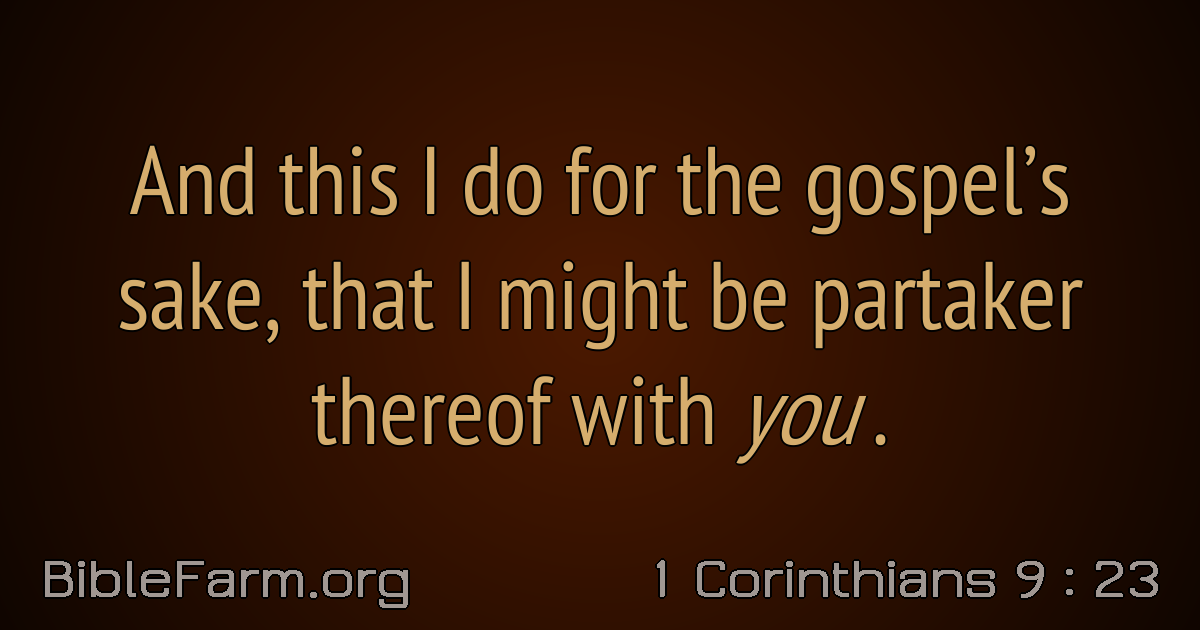 And this I do for the gospel’s
sake, that I might be partaker
thereof with you .
BibleFarm.org
1 Corinthians 9 : 23